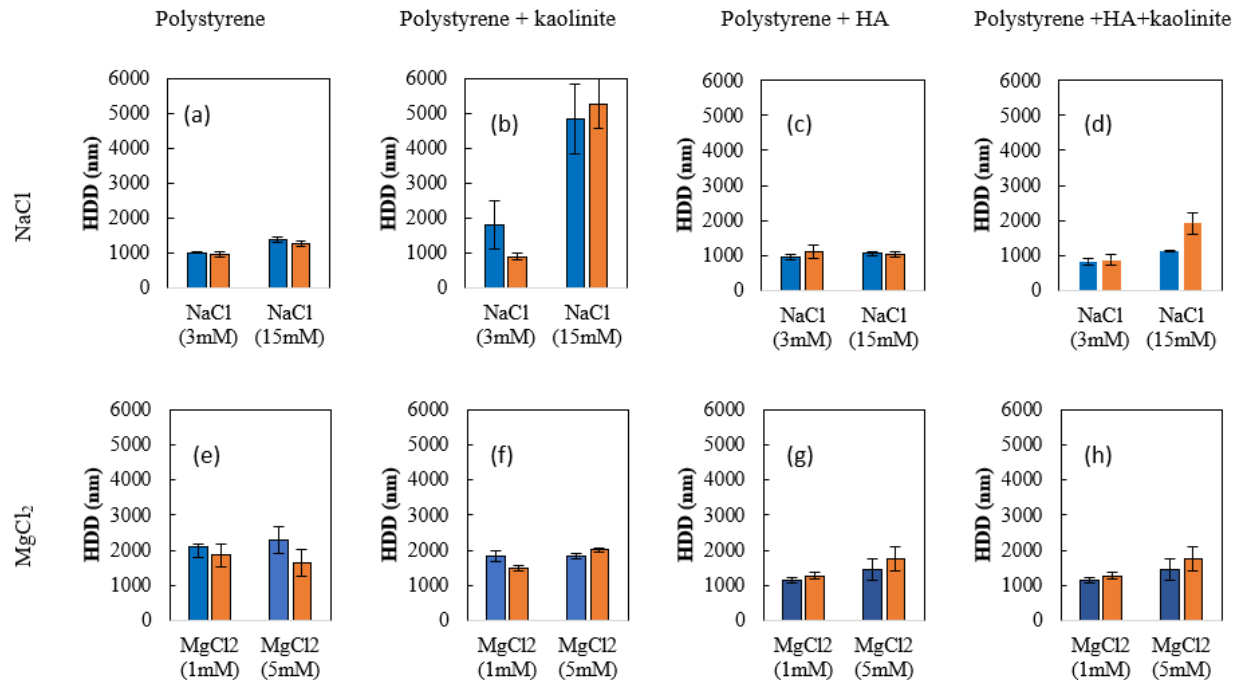 Polystyrene
Polystyrene + kaolinite
Polystyrene + HA
Polystyrene +HA+kaolinite
NaCl
HDD (nm)
6000
5000
4000
3000
2000
1000
0
(a)
NaCl
(3mM)
NaCl
(15mM)
HDD (nm)
6000
5000
4000
3000
2000
1000
0
(b)
NaCl
(3mM)
NaCl
(15mM)
HDD (nm)
6000
5000
4000
3000
2000
1000
0
(c)
NaCl
(3mM)
NaCl
(15mM)
HDD (nm)
6000
5000
4000
3000
2000
1000
0
(d)
NaCl
(3mM)
NaCl
(15mM)
MgCl₂
HDD (nm)
6000
5000
4000
3000
2000
1000
0
(e)
MgCl2
(1mM)
MgCl2
(5mM)
HDD (nm)
6000
5000
4000
3000
2000
1000
0
(f)
MgCl2
(1mM)
MgCl2
(5mM)
HDD (nm)
6000
5000
4000
3000
2000
1000
0
(g)
MgCl2
(1mM)
MgCl2
(5mM)
HDD (nm)
6000
5000
4000
3000
2000
1000
0
(h)
MgCl2
(1mM)
MgCl2
(5mM)